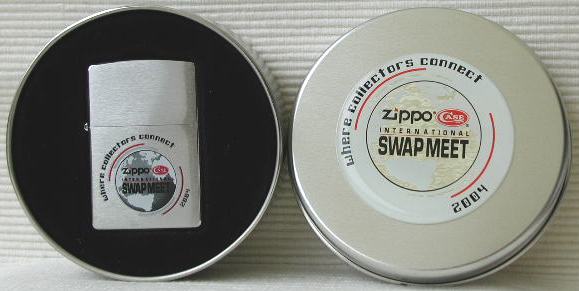 where collectors connect
Zippo CASE
INTERNATIONAL
SWAP MEET
2004
where collectors connect
Zippo CASE
INTERNATIONAL
SWAP MEET
2004